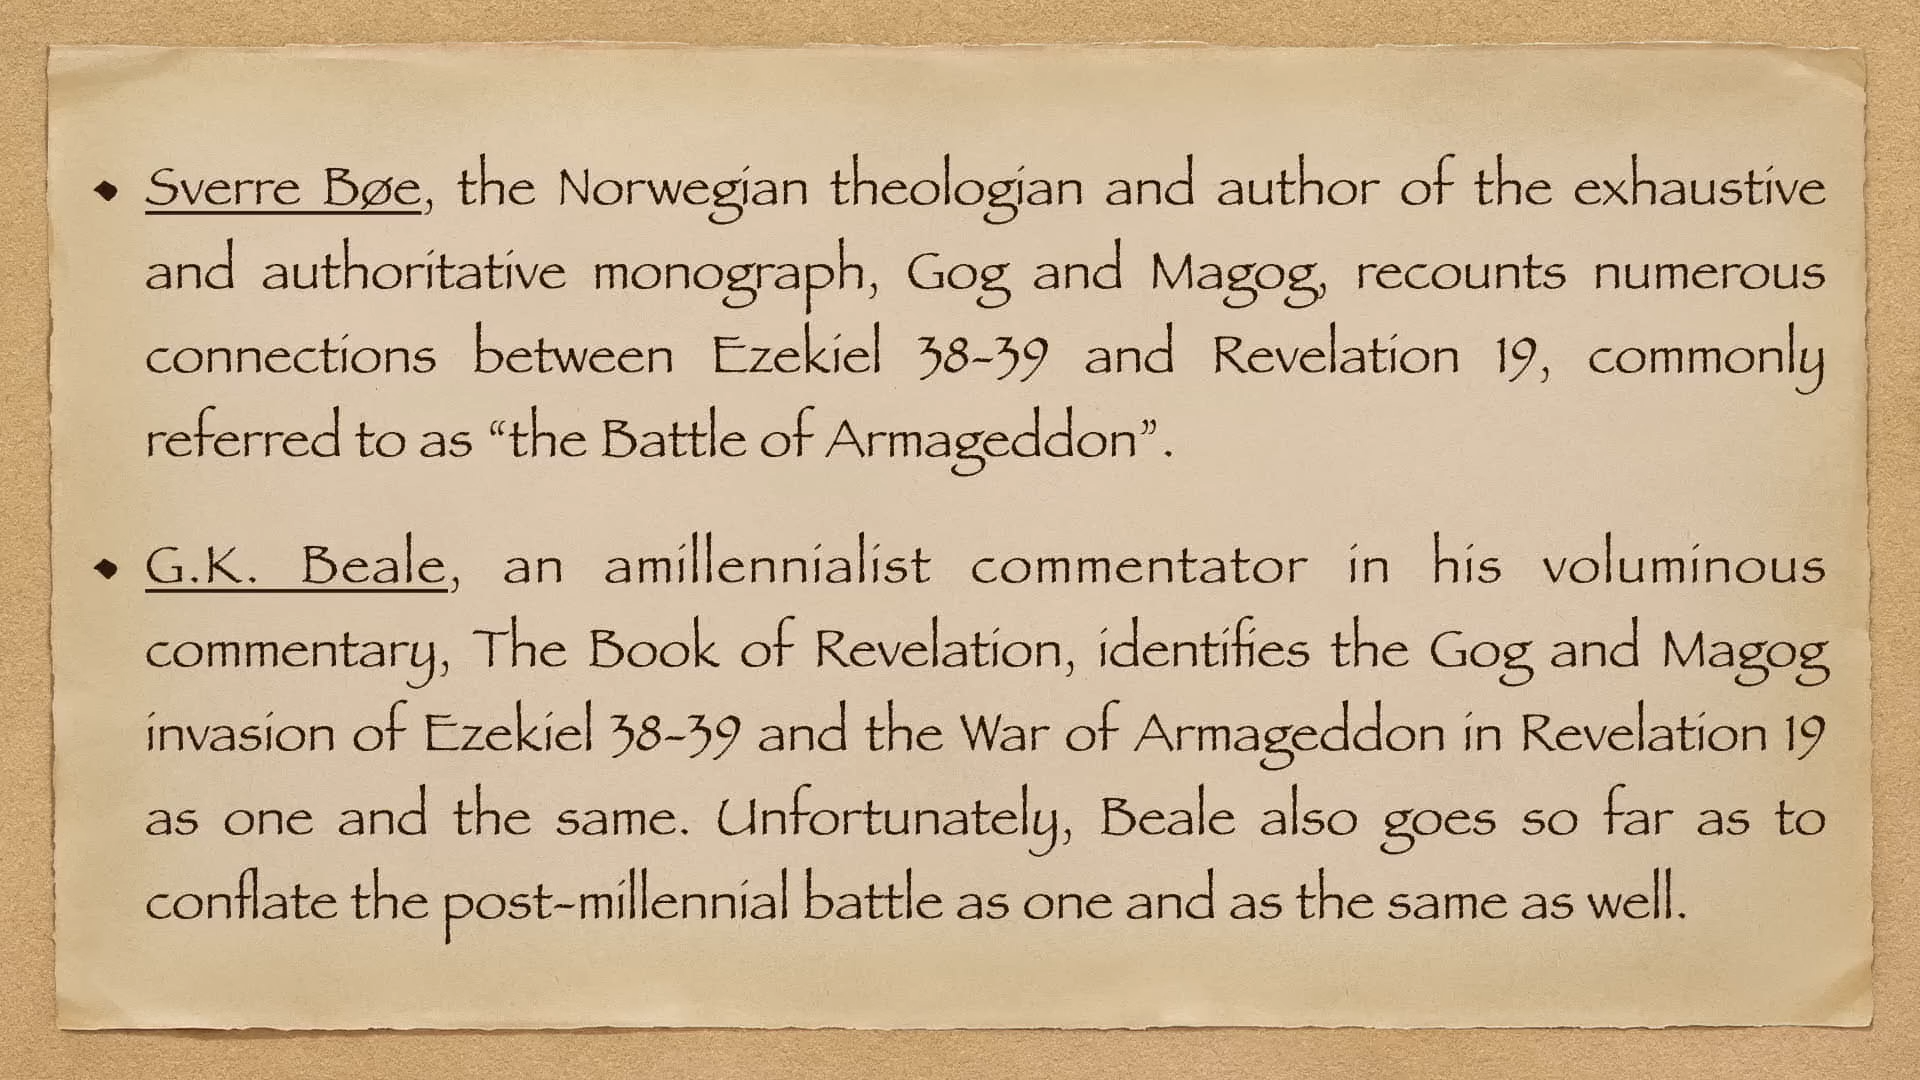 • Sverre Bøe, the Norwegian theologian and author of the exhaustive
and authoritative monograph, Gog and Magog, recounts numerous
connections between Ezekiel 38-39 and Revelation 19, commonly
referred to as “the Battle of Armageddon”.
• G.K. Beale, an amillennialist commentator in his voluminous
commentary, The Book of Revelation, identifies the Gog and Magog
invasion of Ezekiel 38-39 and the War of Armageddon in Revelation 19
as one and the same. Unfortunately, Beale also goes so far as to
conflate the post-millennial battle as one and as the same as well.